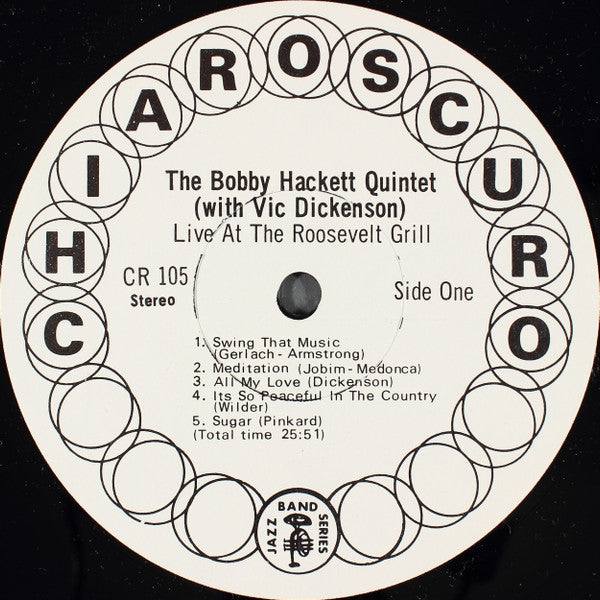 CHIAROSCURO
The Bobby Hackett Quintet
(with Vic Dickenson)
Live At The Roosevelt Grill
CR 105
Stereo
Side One
1. Swing That Music
(Gerlach - Armstrong)
2. Meditation (Jobim - Medonca)
3. All My Love (Dickenson)
4. Its So Peaceful In The Country
(Wilder)
5. Sugar (Pinkard)
(Total time 25:51)
JAZZ BAND SERIES